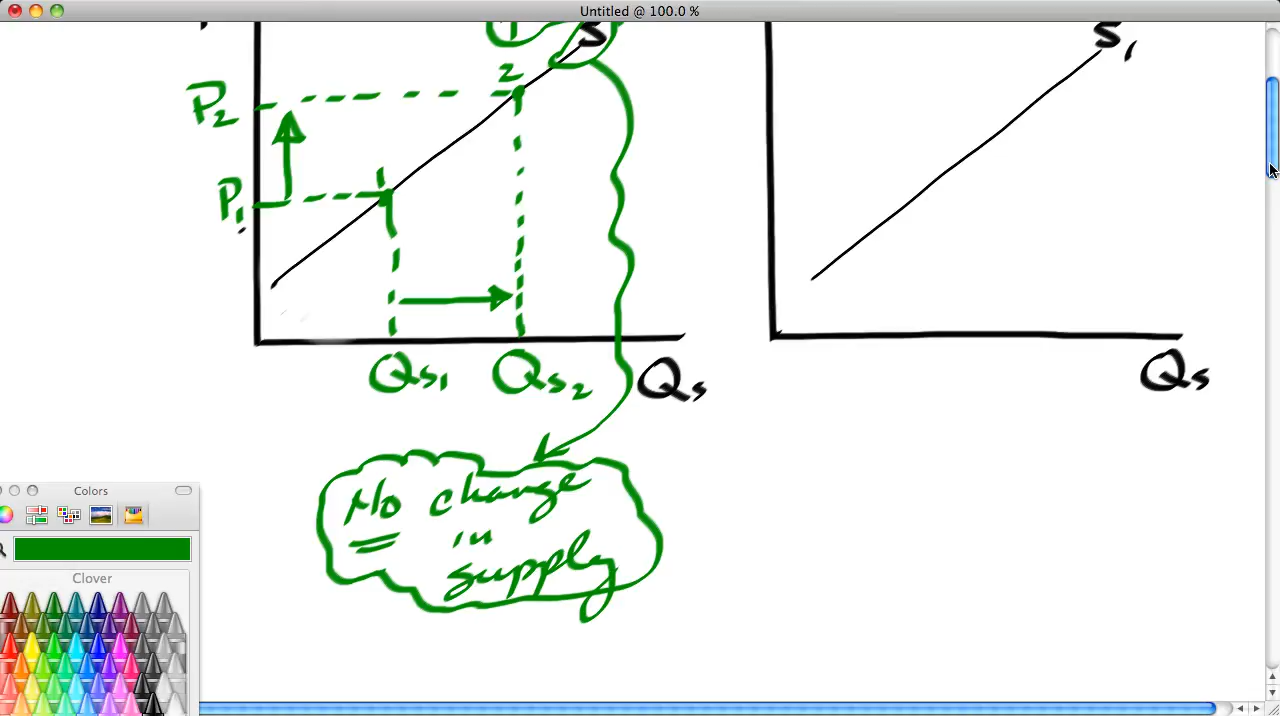 Untitled @ 100.0 %
S
S1
2
P2
1
P1
Qs1
Qs2
Qs
Qs
No change
in
supply
Colors
Clover